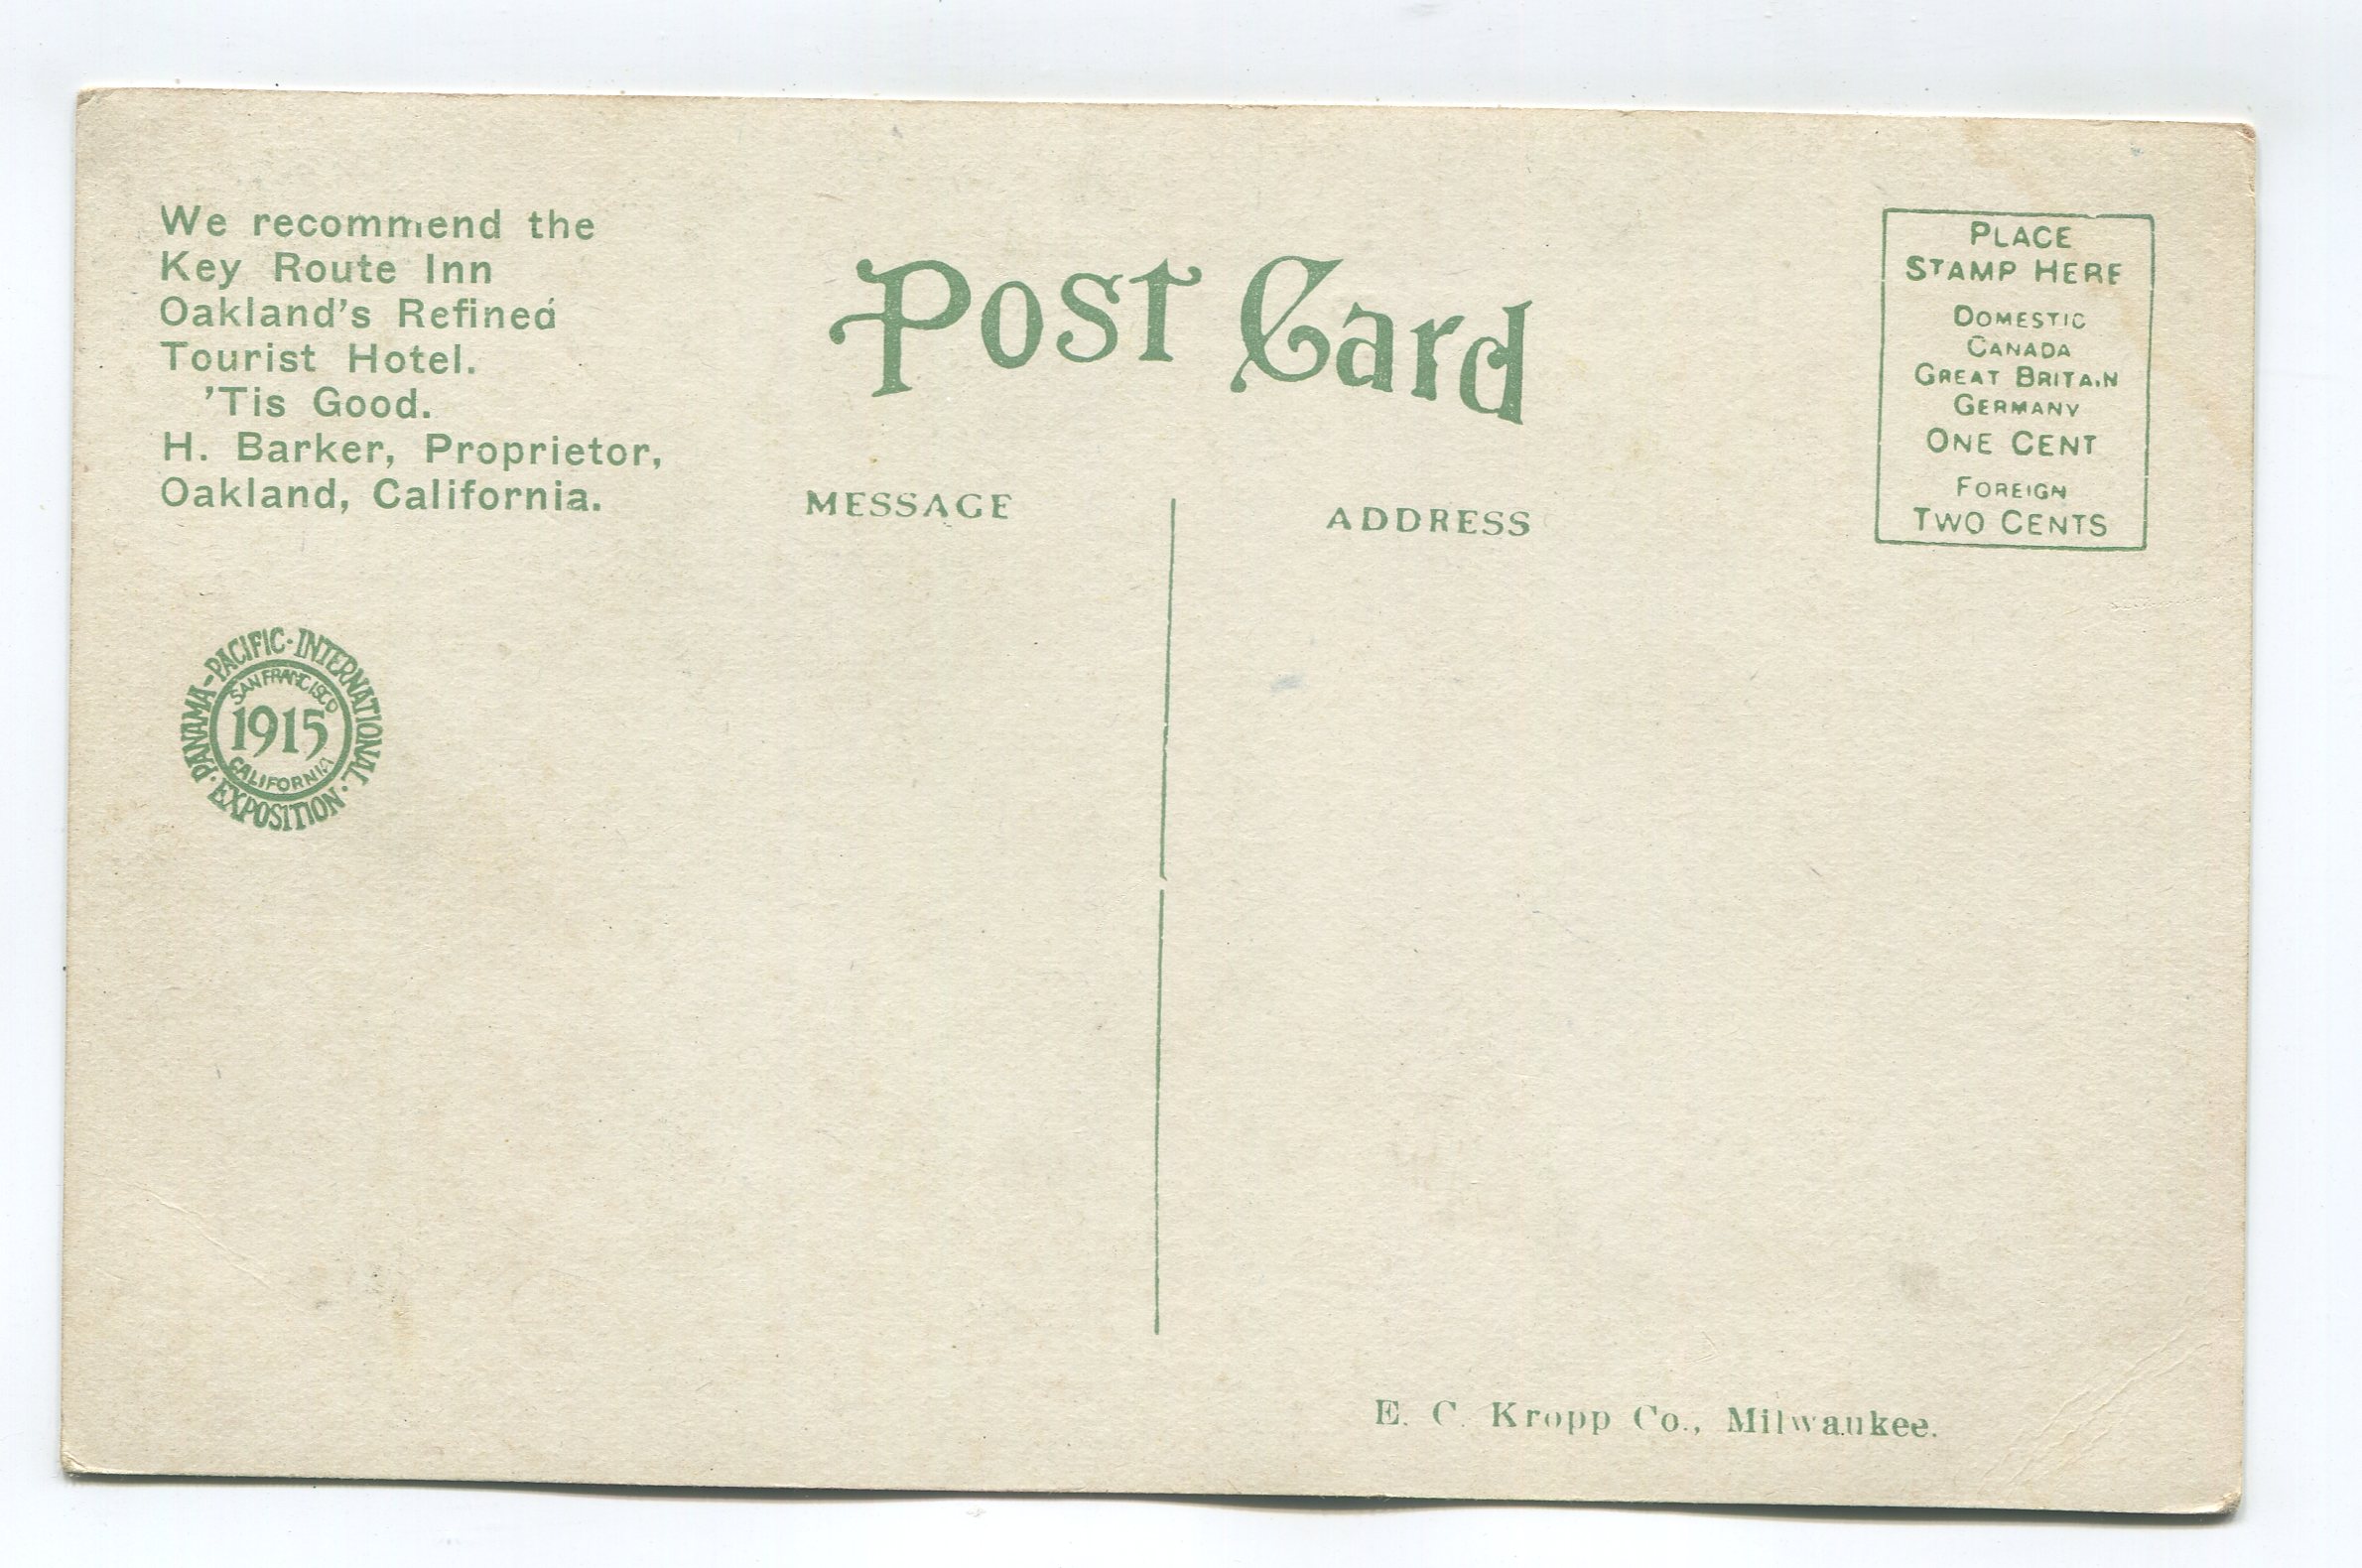 We recommend the
Key Route Inn
Oakland's Refined
Tourist Hotel.
'Tis Good.
H. Barker, Proprietor,
Oakland, California.
PANAMA-PACIFIC·INTERNATIONAL·
EXPOSITION·
SAN FRANCISCO
1915
CALIFORNIA
Post Card
MESSAGE
ADDRESS
PLACE
STAMP HERE
DOMESTIC
CANADA
GREAT BRITAIN
GERMANY
ONE CENT
FOREIGN
TWO CENTS
E. C. Kropp Co., Milwaukee.